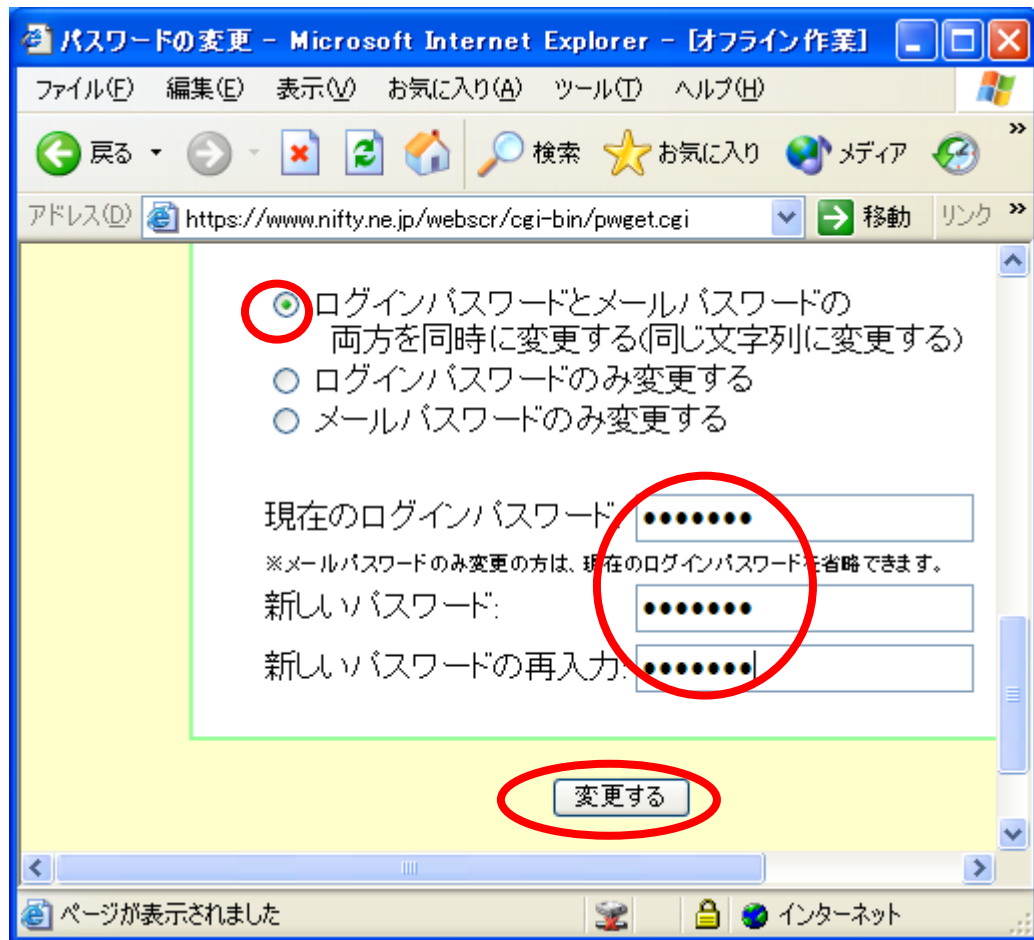 パスワードの変更 - Microsoft Internet Explorer - [オフライン作業]
ファイル(F) 編集(E) 表示(V) お気に入り(A) ツール(T) ヘルプ(H)
戻る 検索 お気に入り メディア »
アドレス(D) https://www.nifty.ne.jp/webscr/cgi-bin/pwget.cgi 移動 リンク »
ログインパスワードとメールパスワードの
両方を同時に変更する(同じ文字列に変更する)
ログインパスワードのみ変更する
メールパスワードのみ変更する
現在のログインパスワード: ●●●●●●●
※メールパスワードのみ変更の方は、現在のログインパスワードを省略できます。
新しいパスワード: ●●●●●●●
新しいパスワードの再入力: ●●●●●●●
変更する
ページが表示されました インターネット